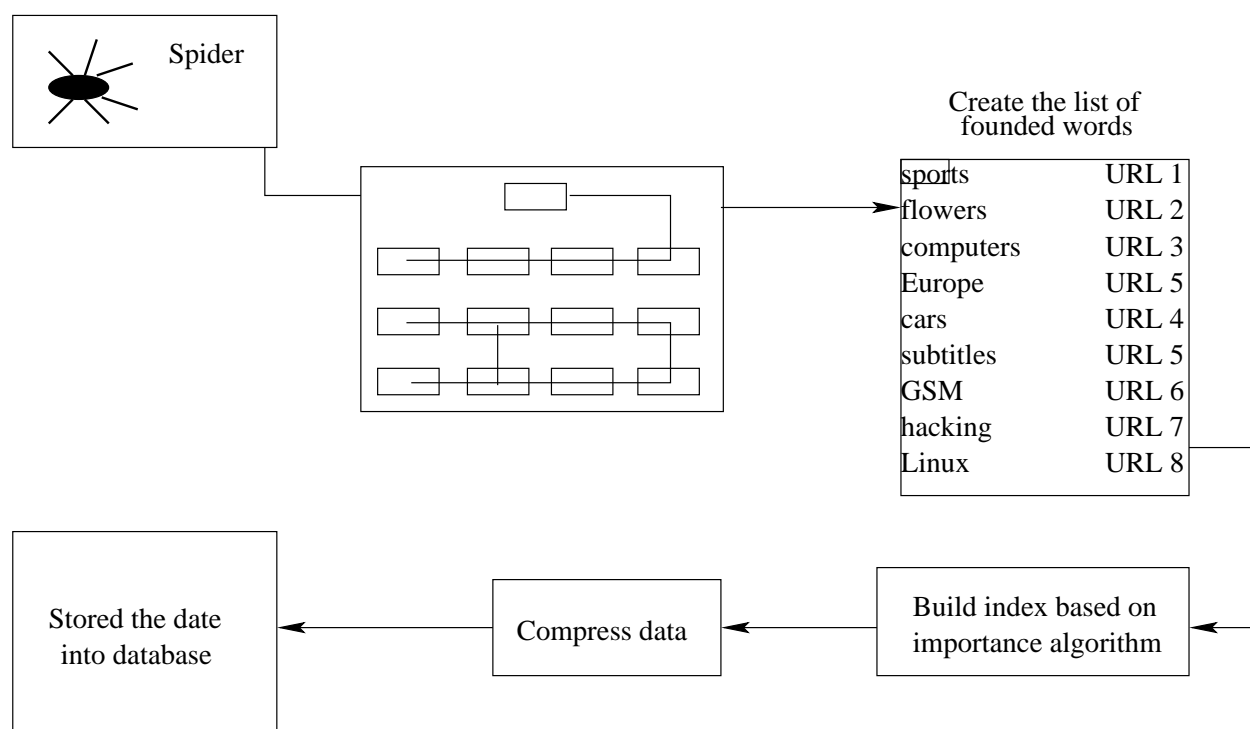 Spider
Create the list of
founded words
sports URL 1
flowers URL 2
computers URL 3
Europe URL 5
cars URL 4
subtitles URL 5
GSM URL 6
hacking URL 7
Linux URL 8
Stored the date
into database
Compress data
Build index based on
importance algorithm